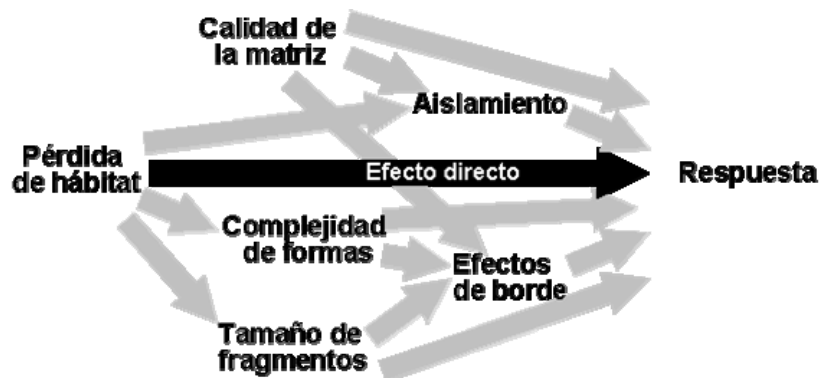 Calidad de
la matriz
Aislamiento
Pérdida
de hábitat
Efecto directo
Respuesta
Complejidad
de formas
Efectos
de borde
Tamaño de
fragmentos